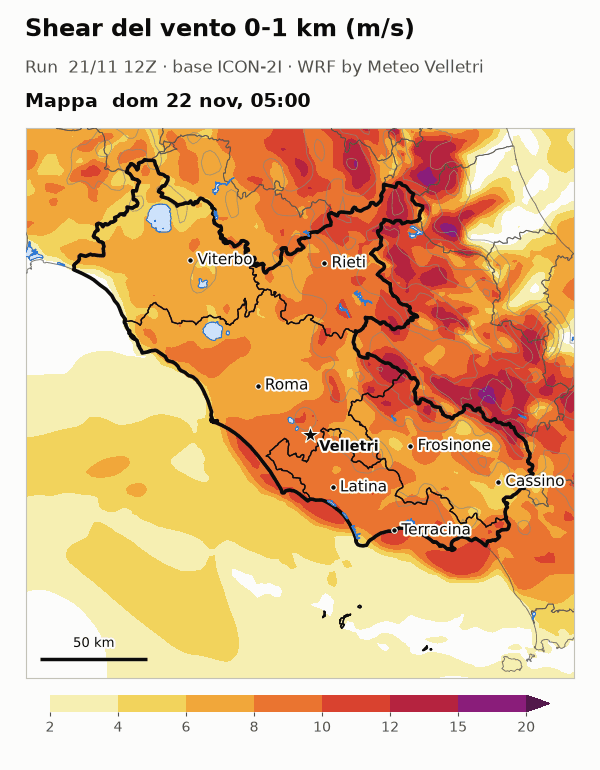 Shear del vento 0-1 km (m/s)
Run  21/11 12Z · base ICON-2I · WRF by Meteo Velletri
Mappa  dom 22 nov, 05:00
Viterbo
Rieti
Roma
Velletri
Frosinone
Latina
Cassino
Terracina
50 km
2 4 6 8 10 12 15 20